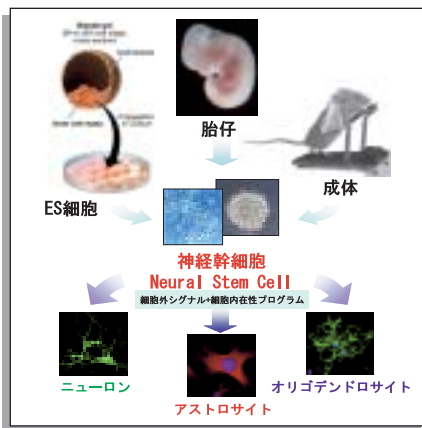 胎仔
ES細胞
成体
神経幹細胞
Neural Stem Cell
細胞外シグナル+細胞内在性プログラム
ニューロン
アストロサイト
オリゴデンドロサイト